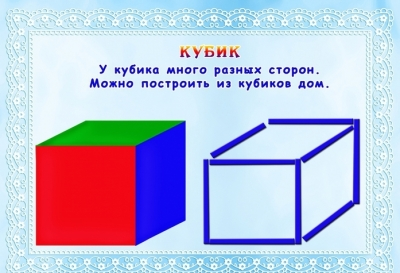 КУБИК
У кубика много разных сторон.
Можно построить из кубиков дом.